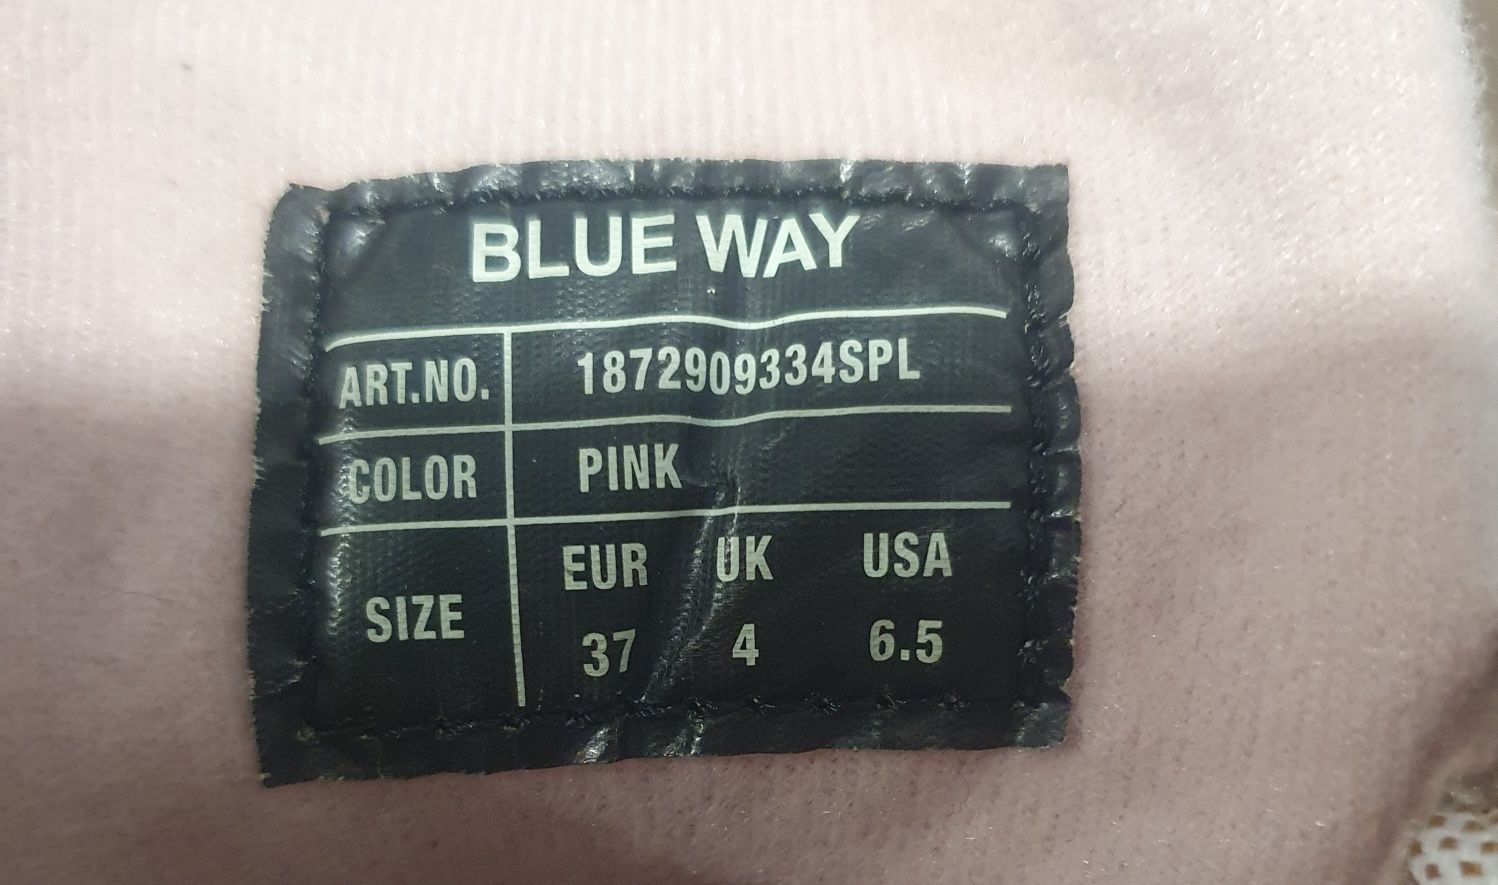 BLUE WAY
ART.NO. 1872909334SPL
COLOR PINK
EUR UK USA
SIZE
37 4 6.5